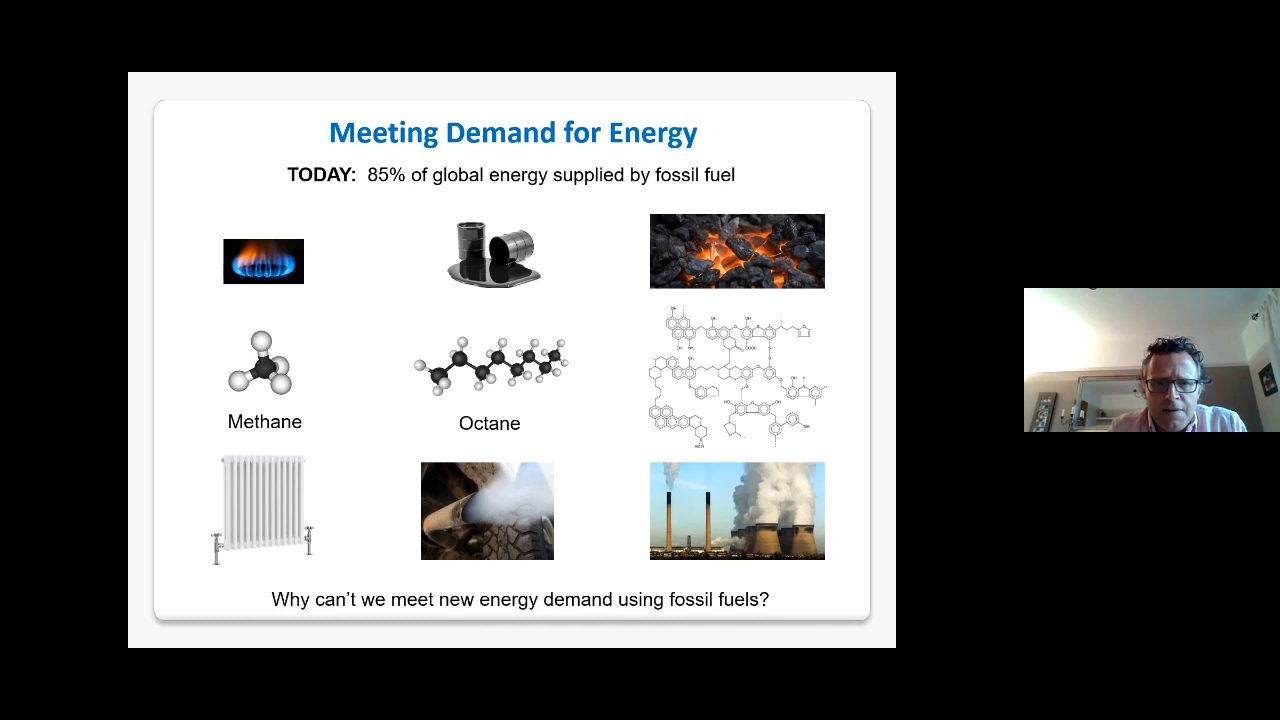 Meeting Demand for Energy
TODAY: 85% of global energy supplied by fossil fuel
Methane
Octane
Why can't we meet new energy demand using fossil fuels?